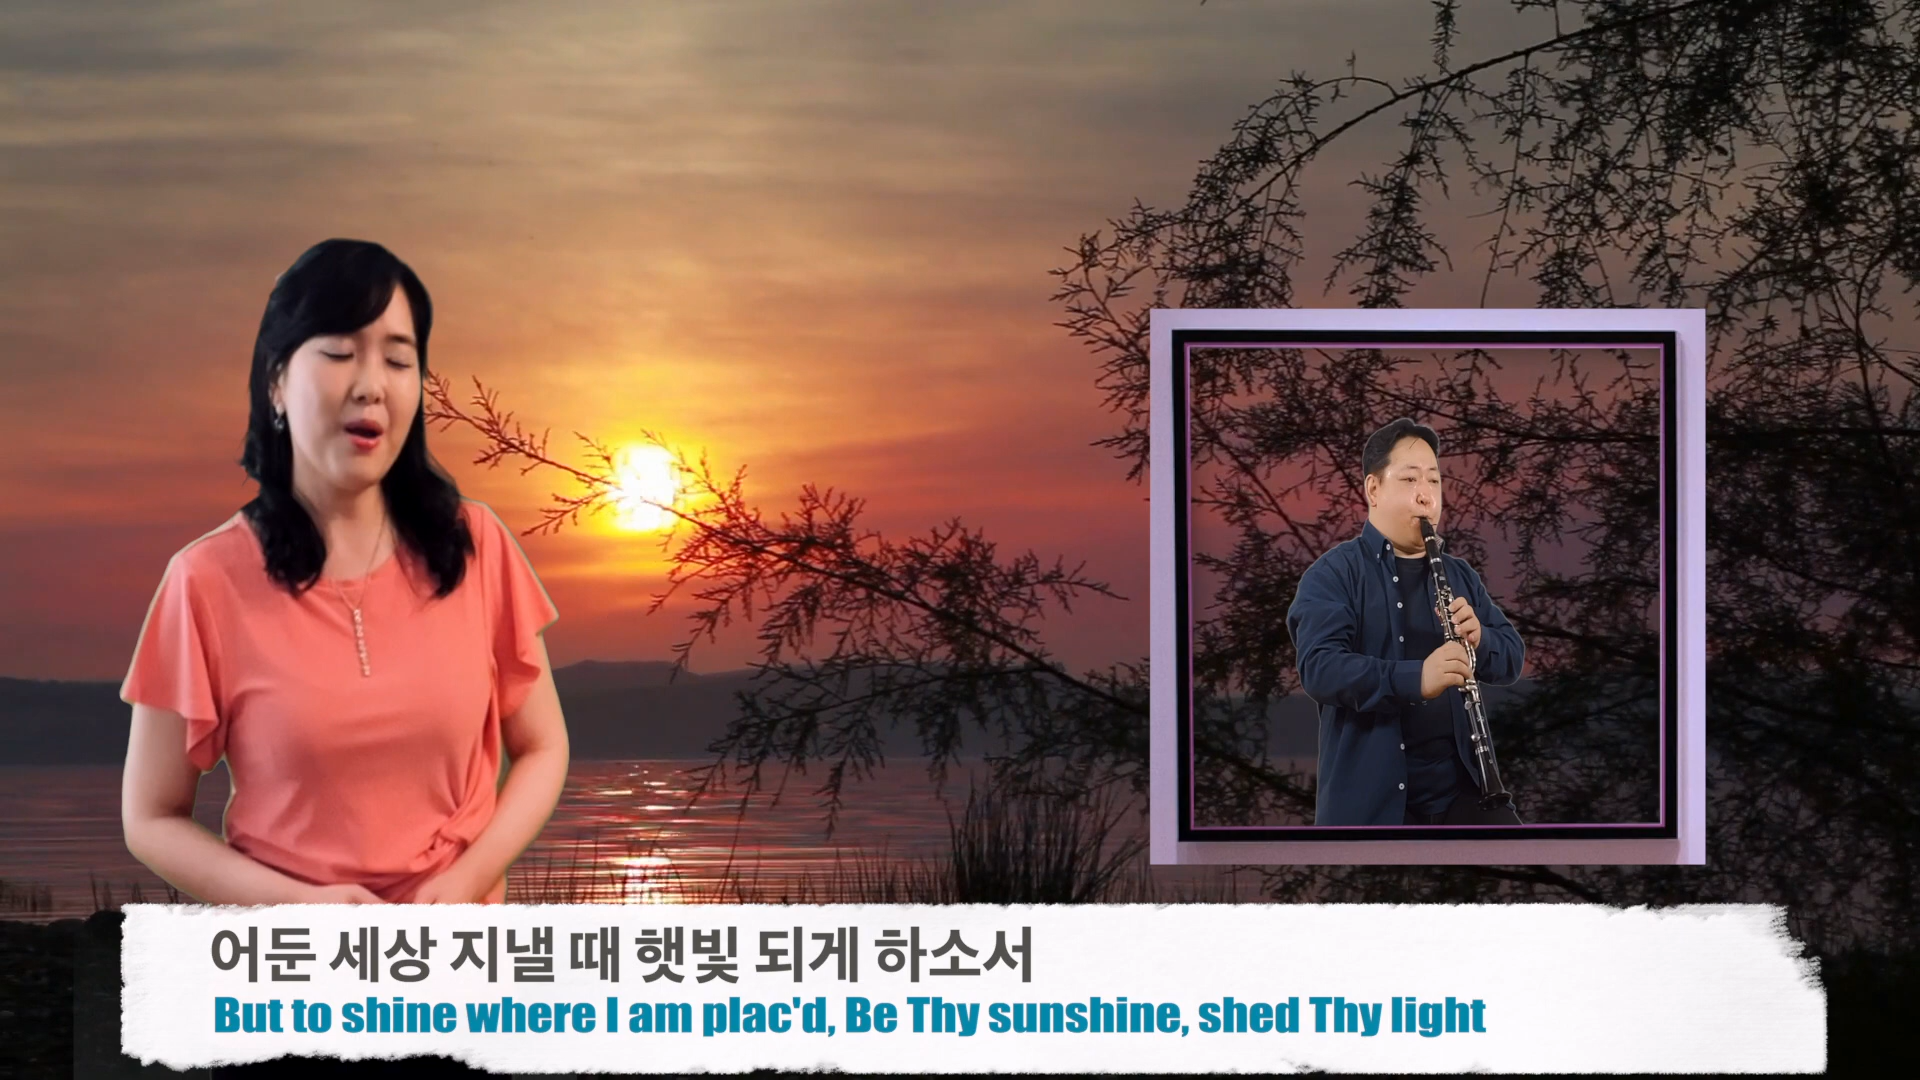 어둔 세상 지낼 때 햇빛 되게 하소서
But to shine where I am plac'd, Be Thy sunshine, shed Thy light